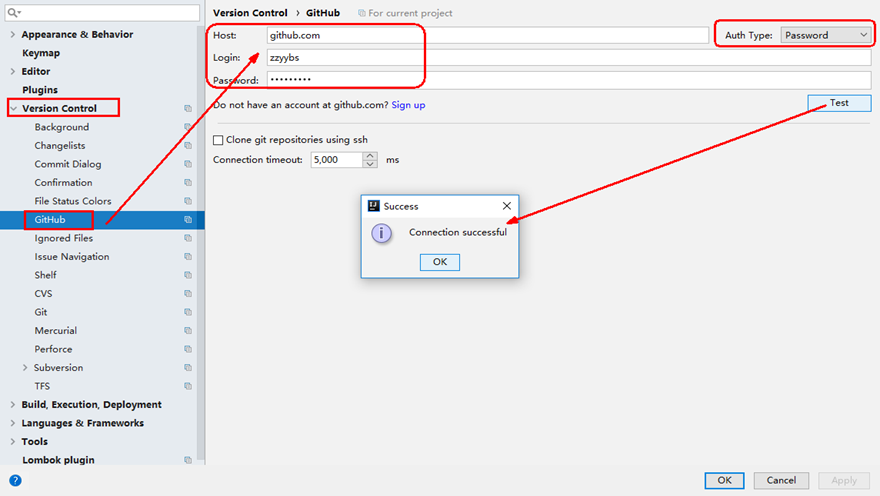 Appearance & Behavior
Keymap
Editor
Plugins
Version Control
Background
Changelists
Commit Dialog
Confirmation
File Status Colors
GitHub
Ignored Files
Issue Navigation
Shelf
CVS
Git
Mercurial
Perforce
Subversion
TFS
Build, Execution, Deployment
Languages & Frameworks
Tools
Lombok plugin
?
Version Control › GitHub For current project
Host: github.com Auth Type: Password
Login: zzyybs
Password: •••••••••
Do not have an account at github.com? Sign up Test
Clone git repositories using ssh
Connection timeout: 5,000 ms
Success
Connection successful
OK
OK Cancel Apply